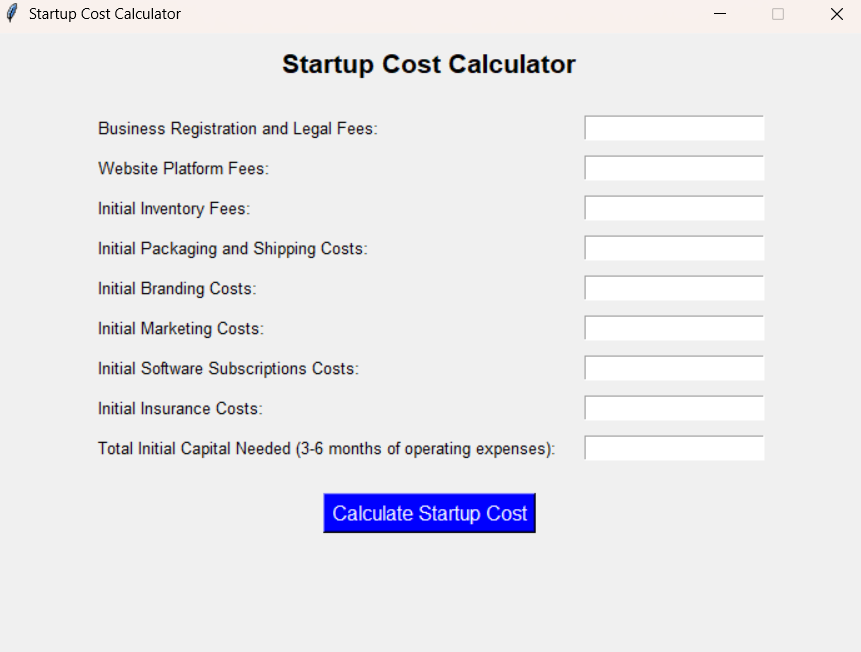 Startup Cost Calculator
Startup Cost Calculator
Business Registration and Legal Fees:
Website Platform Fees:
Initial Inventory Fees:
Initial Packaging and Shipping Costs:
Initial Branding Costs:
Initial Marketing Costs:
Initial Software Subscriptions Costs:
Initial Insurance Costs:
Total Initial Capital Needed (3-6 months of operating expenses):
Calculate Startup Cost